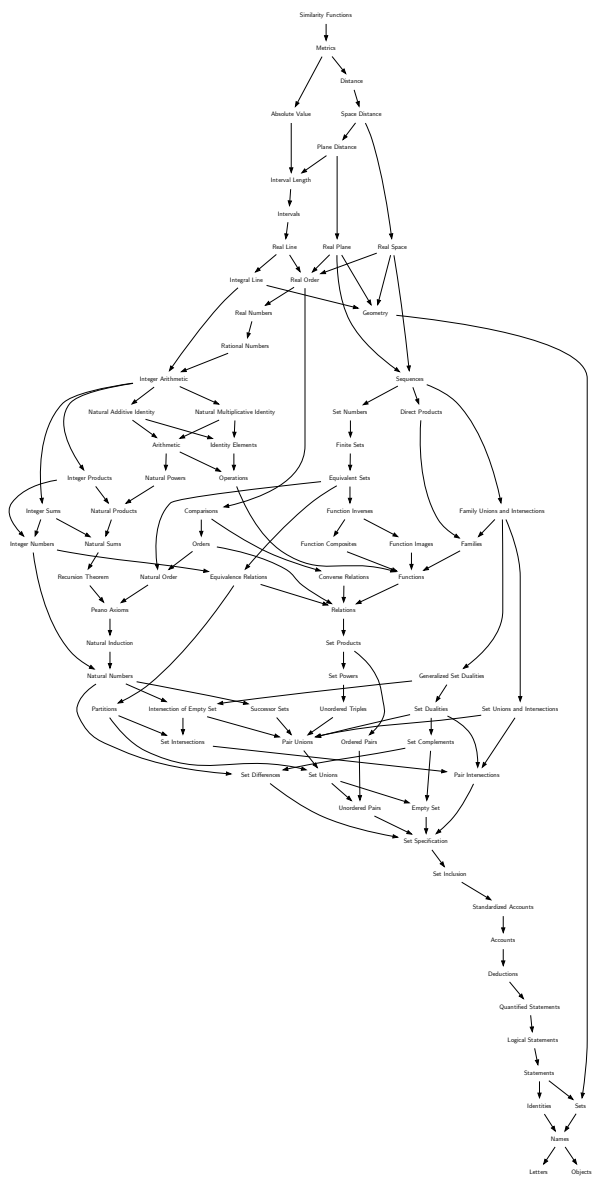 Similarity Functions
Metrics
Distance
Absolute Value Space Distance
Plane Distance
Interval Length
Intervals
Real Line Real Plane Real Space
Integral Line Real Order
Real Numbers Geometry
Rational Numbers
Integer Arithmetic Sequences
Natural Additive Identity Natural Multiplicative Identity Set Numbers Direct Products
Arithmetic Identity Elements Finite Sets
Integer Products Natural Powers Operations Equivalent Sets
Integer Sums Natural Products Comparisons Function Inverses Family Unions and Intersections
Integer Numbers Natural Sums Orders Function Composites Function Images Families
Recursion Theorem Natural Order Equivalence Relations Converse Relations Functions
Peano Axioms Relations
Natural Induction Set Products
Natural Numbers Set Powers Generalized Set Dualities
Partitions Intersection of Empty Set Successor Sets Unordered Triples Set Dualities Set Unions and Intersections
Set Intersections Pair Unions Ordered Pairs Set Complements
Set Differences Set Unions Pair Intersections
Unordered Pairs Empty Set
Set Specification
Set Inclusion
Standardized Accounts
Accounts
Deductions
Quantified Statements
Logical Statements
Statements
Identities Sets
Names
Letters Objects